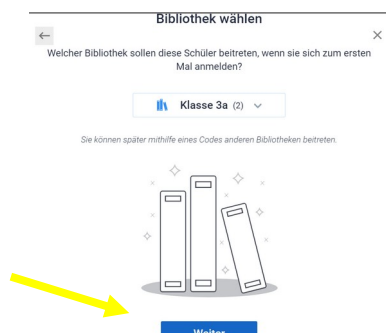 Bibliothek wählen
Welcher Bibliothek sollen diese Schüler beitreten, wenn sie sich zum ersten
Mal anmelden?
Klasse 3a (2)
Sie können später mithilfe eines Codes anderen Bibliotheken beitreten.
Weiter